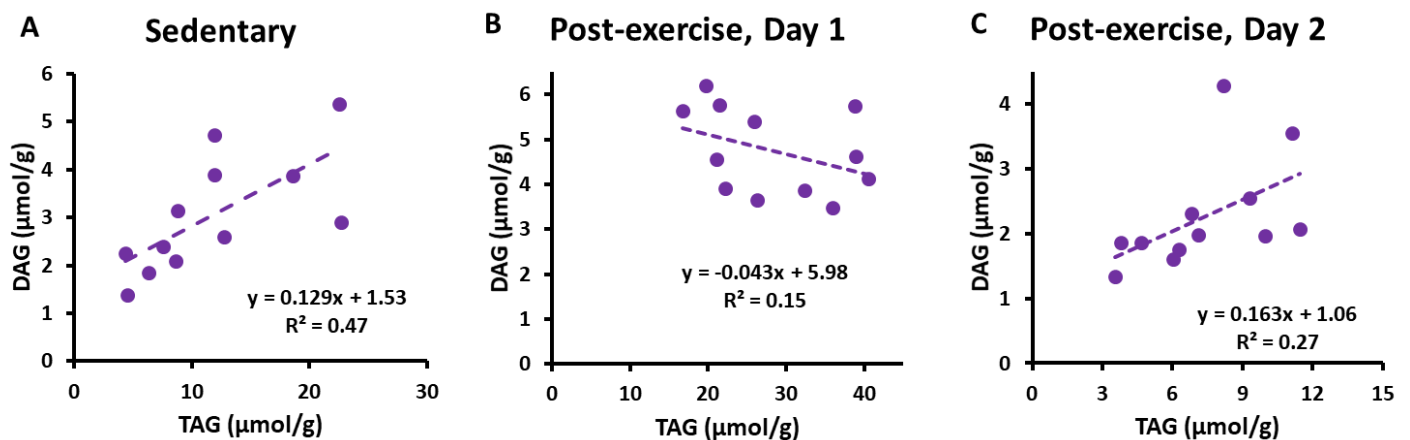 A
Sedentary
6
5
4
3
2
1
0
DAG (µmol/g)
y = 0.129x + 1.53
R² = 0.47
0 10 20 30
TAG (µmol/g)
B
Post-exercise, Day 1
6
5
4
3
2
1
0
DAG (µmol/g)
y = -0.043x + 5.98
R² = 0.15
0 10 20 30 40
TAG (µmol/g)
C
Post-exercise, Day 2
4
3
2
1
0
DAG (µmol/g)
y = 0.163x + 1.06
R² = 0.27
0 3 6 9 12 15
TAG (µmol/g)